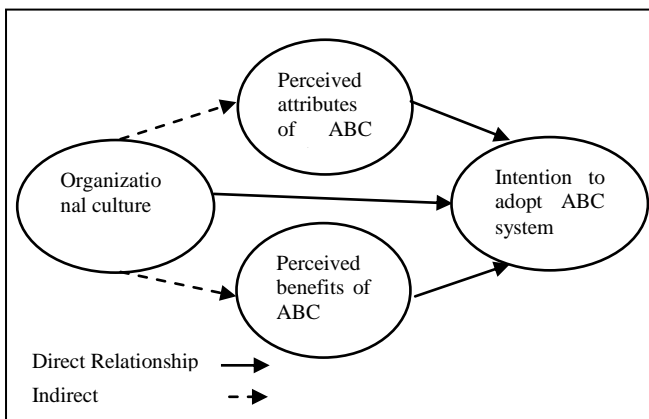 Perceived
attributes
of ABC
Organizatio
nal culture
Intention to
adopt ABC
system
Perceived
benefits of
ABC
Direct Relationship
Indirect